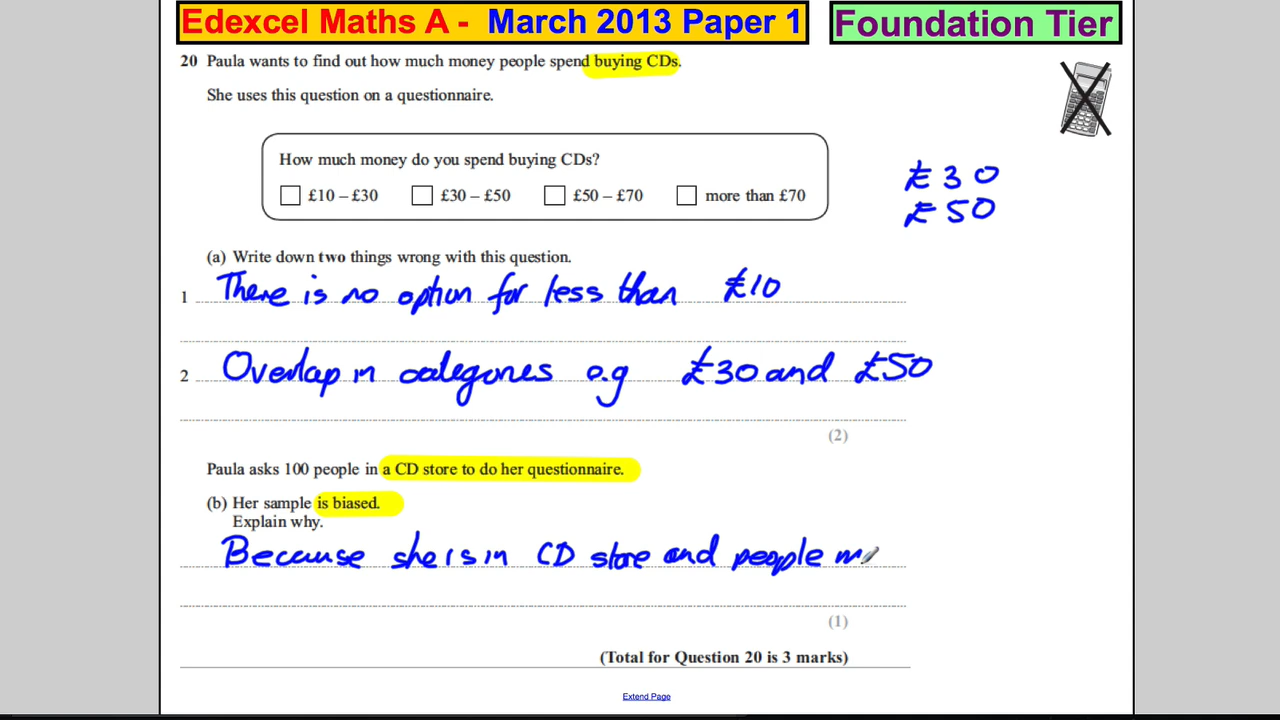 Edexcel Maths A - March 2013 Paper 1
Foundation Tier
20 Paula wants to find out how much money people spend buying CDs.
She uses this question on a questionnaire.
How much money do you spend buying CDs?
£10 – £30 £30 – £50 £50 – £70 more than £70
£30
£50
(a) Write down two things wrong with this question.
1 There is no option for less than £10
2 Overlap in categories e.g £30 and £50
(2)
Paula asks 100 people in a CD store to do her questionnaire.
(b) Her sample is biased.
Explain why.
Because she is in CD store and people
(1)
(Total for Question 20 is 3 marks)
Extend Page